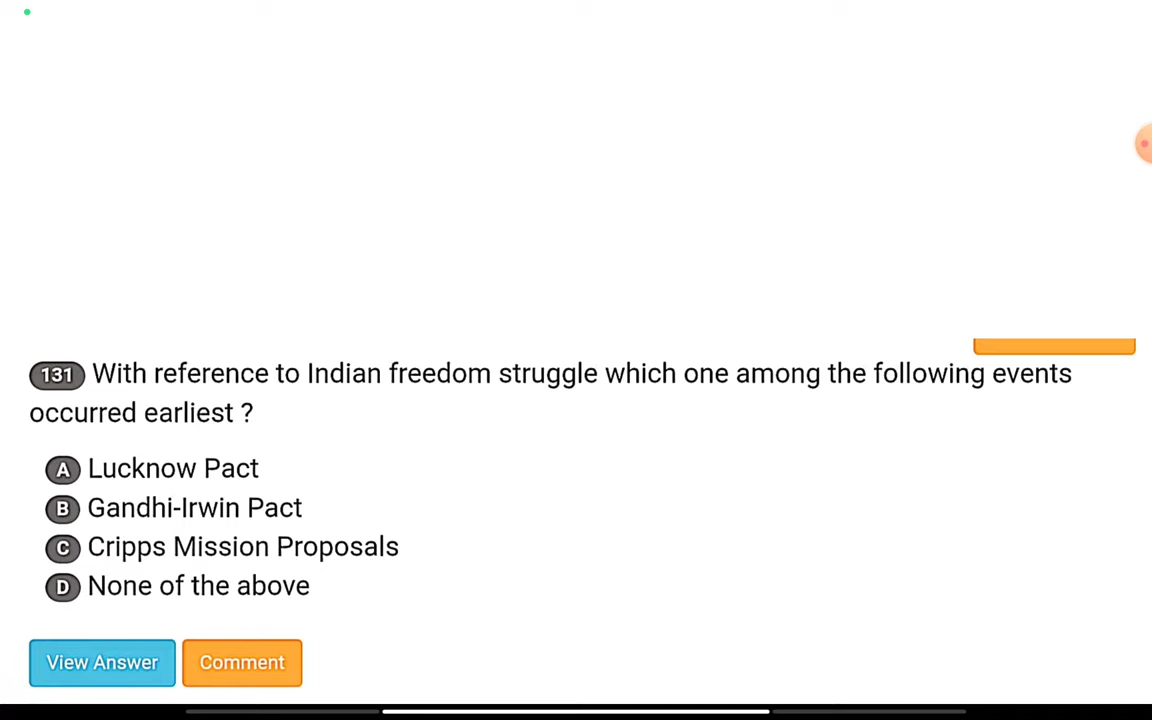 131 With reference to Indian freedom struggle which one among the following events
occurred earliest ?
A Lucknow Pact
B Gandhi-Irwin Pact
C Cripps Mission Proposals
D None of the above
View Answer Comment